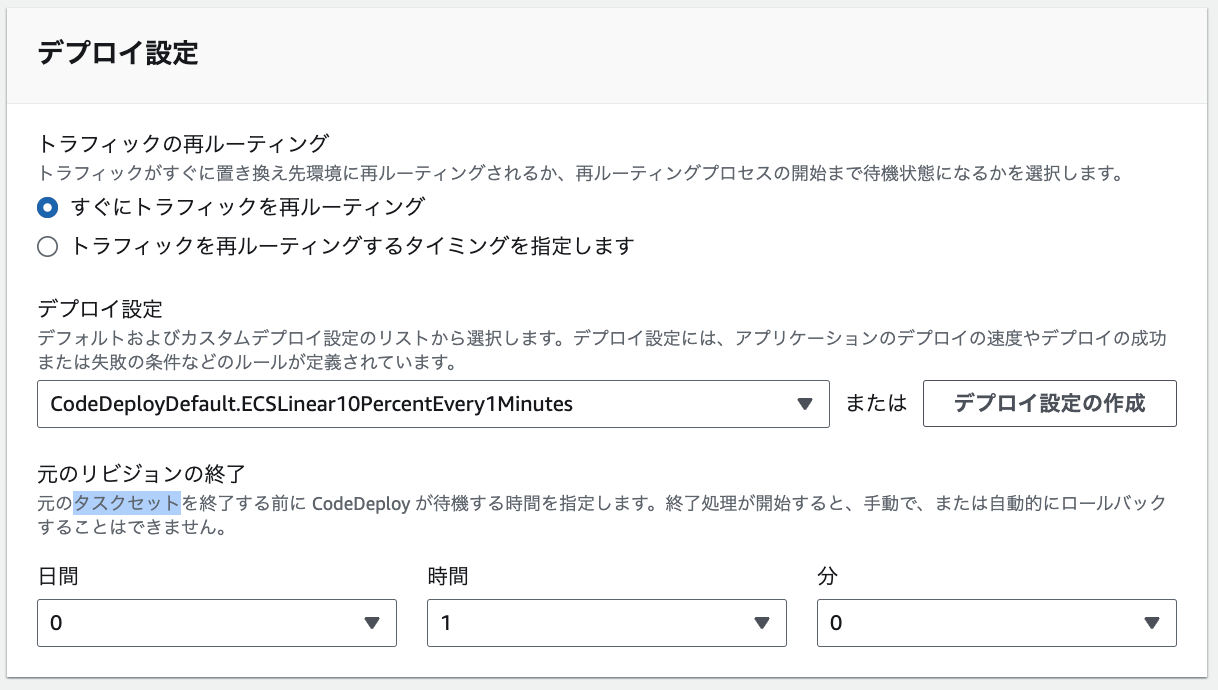 デプロイ設定
トラフィックの再ルーティング
トラフィックがすぐに置き換え先環境に再ルーティングされるか、再ルーティングプロセスの開始まで待機状態になるかを選択します。
すぐにトラフィックを再ルーティング
トラフィックを再ルーティングするタイミングを指定します
デプロイ設定
デフォルトおよびカスタムデプロイ設定のリストから選択します。デプロイ設定には、アプリケーションのデプロイの速度やデプロイの成功
または失敗の条件などのルールが定義されています。
CodeDeployDefault.ECSLinear10PercentEvery1Minutes または デプロイ設定の作成
元のリビジョンの終了
元のタスクセットを終了する前に CodeDeploy が待機する時間を指定します。終了処理が開始すると、手動で、または自動的にロールバック
することはできません。
日間 時間 分
0 1 0